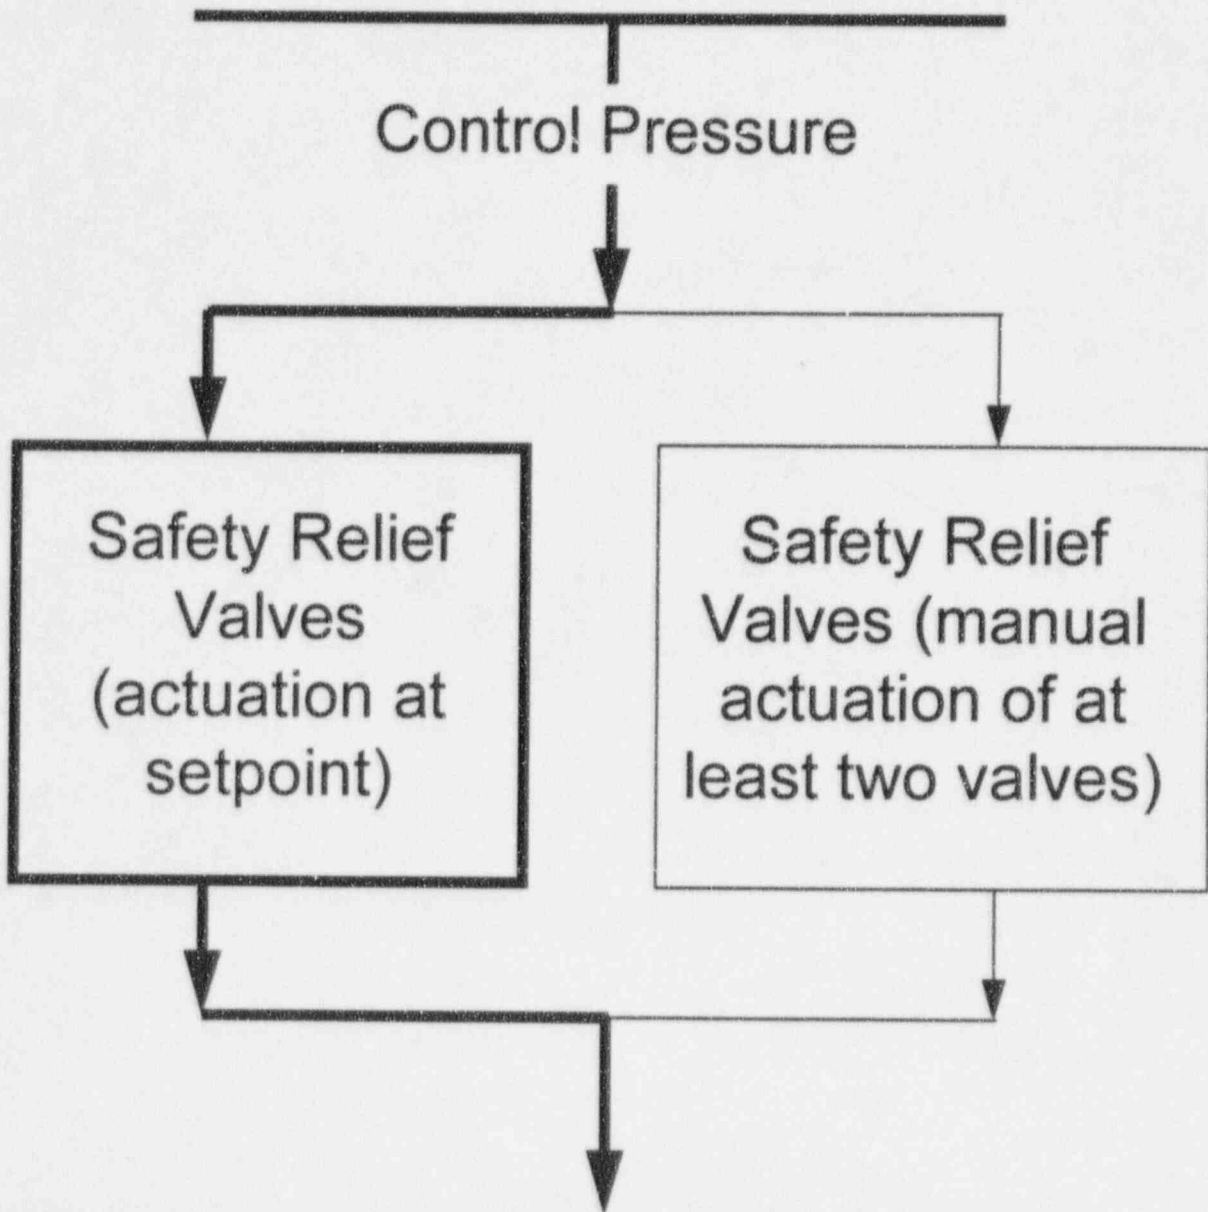 Control Pressure
Safety Relief
Valves
(actuation at
setpoint)
Safety Relief
Valves (manual
actuation of at
least two valves)